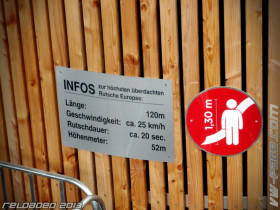 INFOS zur höchsten überdachten
Rutsche Europas:
Länge: 120m
Geschwindigkeit: ca. 25 km/h
Rutschdauer: ca. 20 sec.
Höhenmeter: 52m
1,30 m
RELOADED 2013